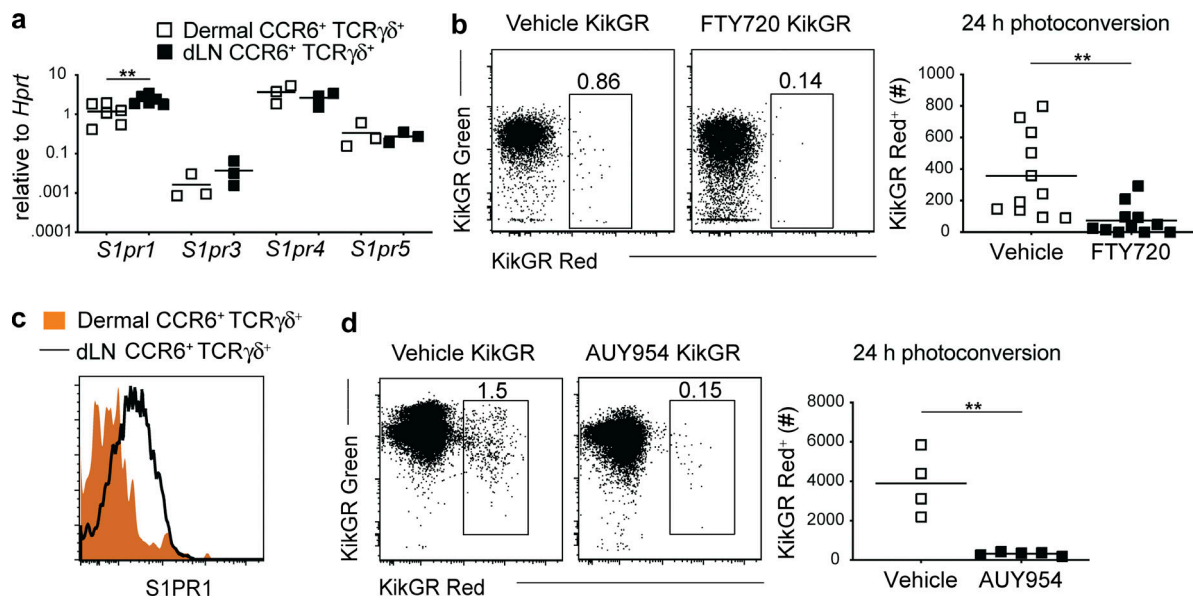 a
Dermal CCR6⁺ TCRγδ⁺
dLN CCR6⁺ TCRγδ⁺
relative to Hprt
10
1
0.1
.001
.0001
**
S1pr1 S1pr3 S1pr4 S1pr5
b
Vehicle KikGR
FTY720 KikGR
24 h photoconversion
0.86
0.14
KikGR Green
KikGR Red
KikGR Red⁺ (#)
1000
800
600
400
200
0
**
Vehicle FTY720
c
Dermal CCR6⁺ TCRγδ⁺
dLN CCR6⁺ TCRγδ⁺
S1PR1
d
Vehicle KikGR
AUY954 KikGR
24 h photoconversion
1.5
0.15
KikGR Green
KikGR Red
KikGR Red⁺ (#)
8000
6000
4000
2000
0
**
Vehicle AUY954